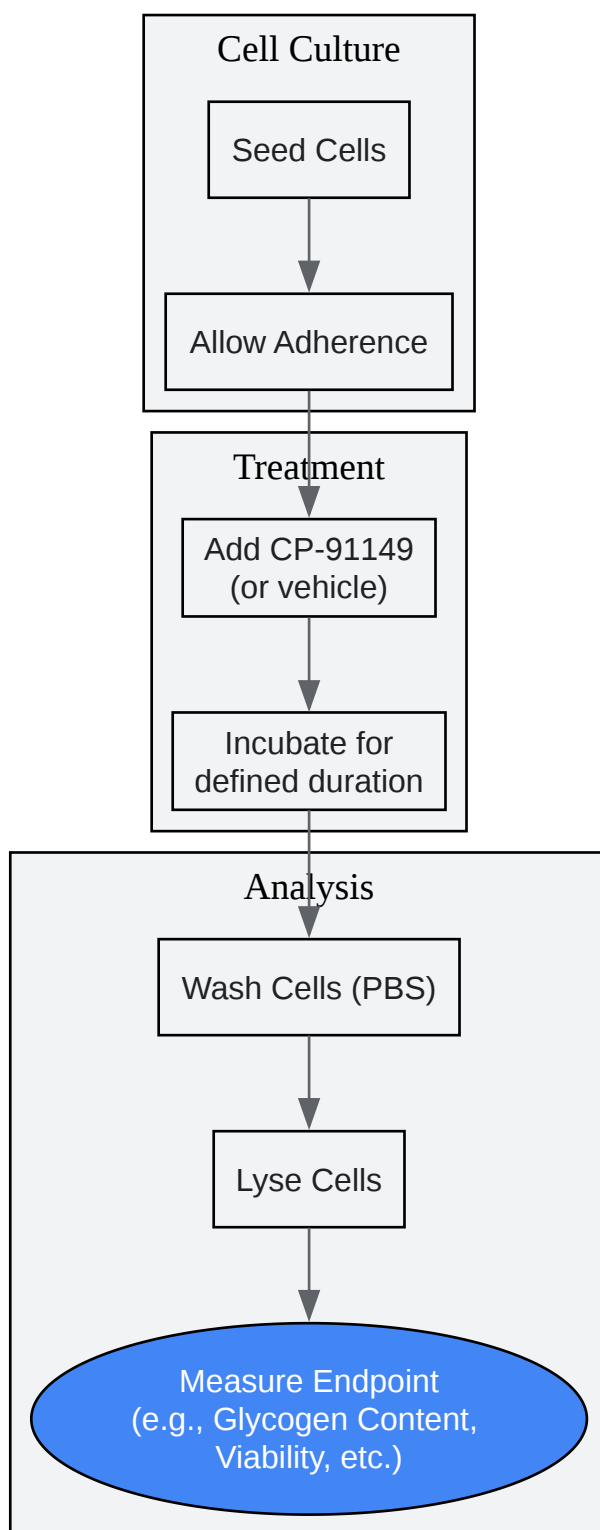 Cell Culture
Seed Cells
Allow Adherence
Treatment
Add CP-91149
(or vehicle)
Incubate for
defined duration
Analysis
Wash Cells (PBS)
Lyse Cells
Measure Endpoint
(e.g., Glycogen Content,
Viability, etc.)